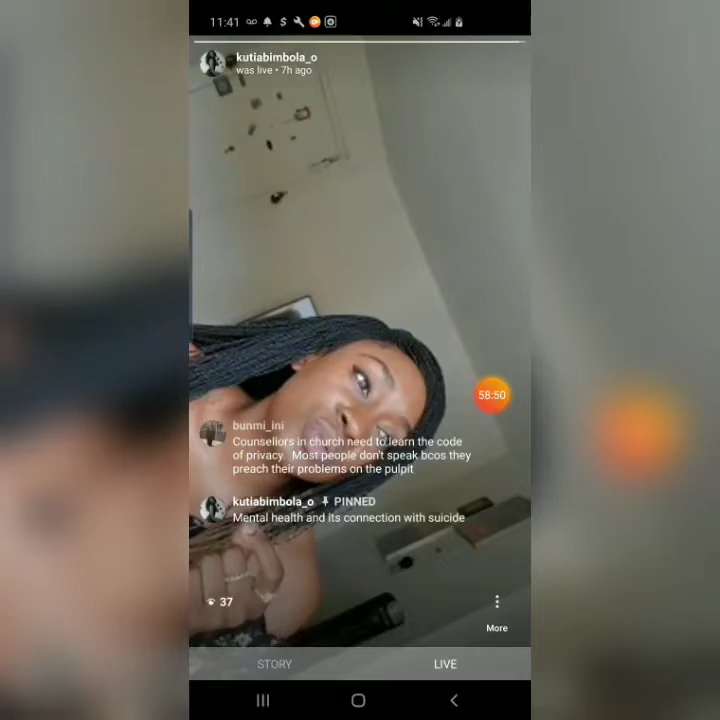 11:41
kutiabimbola_o
was live • 7h ago
58:50
bunmi_ini
Counsellors in church need to learn the code
of privacy. Most people don't speak bcos they
preach their problems on the pulpit
kutiabimbola_o PINNED
Mental health and its connection with suicide
37
More
STORY LIVE